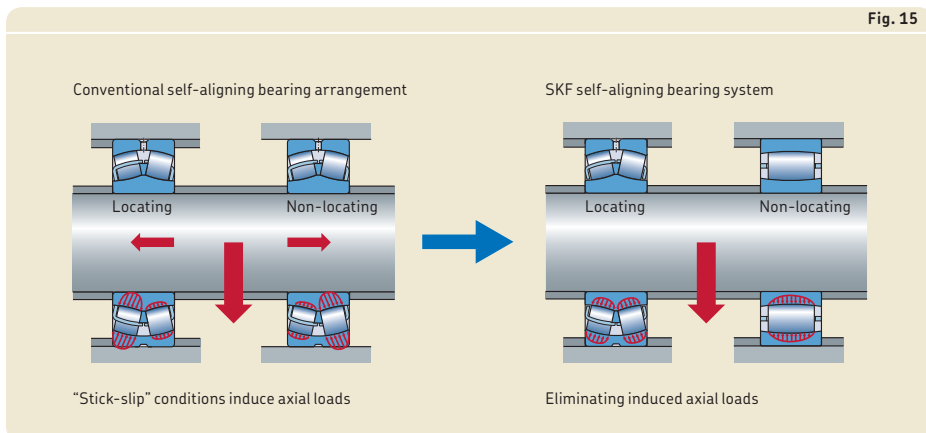 Fig. 15
Conventional self-aligning bearing arrangement
SKF self-aligning bearing system
Locating
Non-locating
Locating
Non-locating
“Stick-slip” conditions induce axial loads
Eliminating induced axial loads